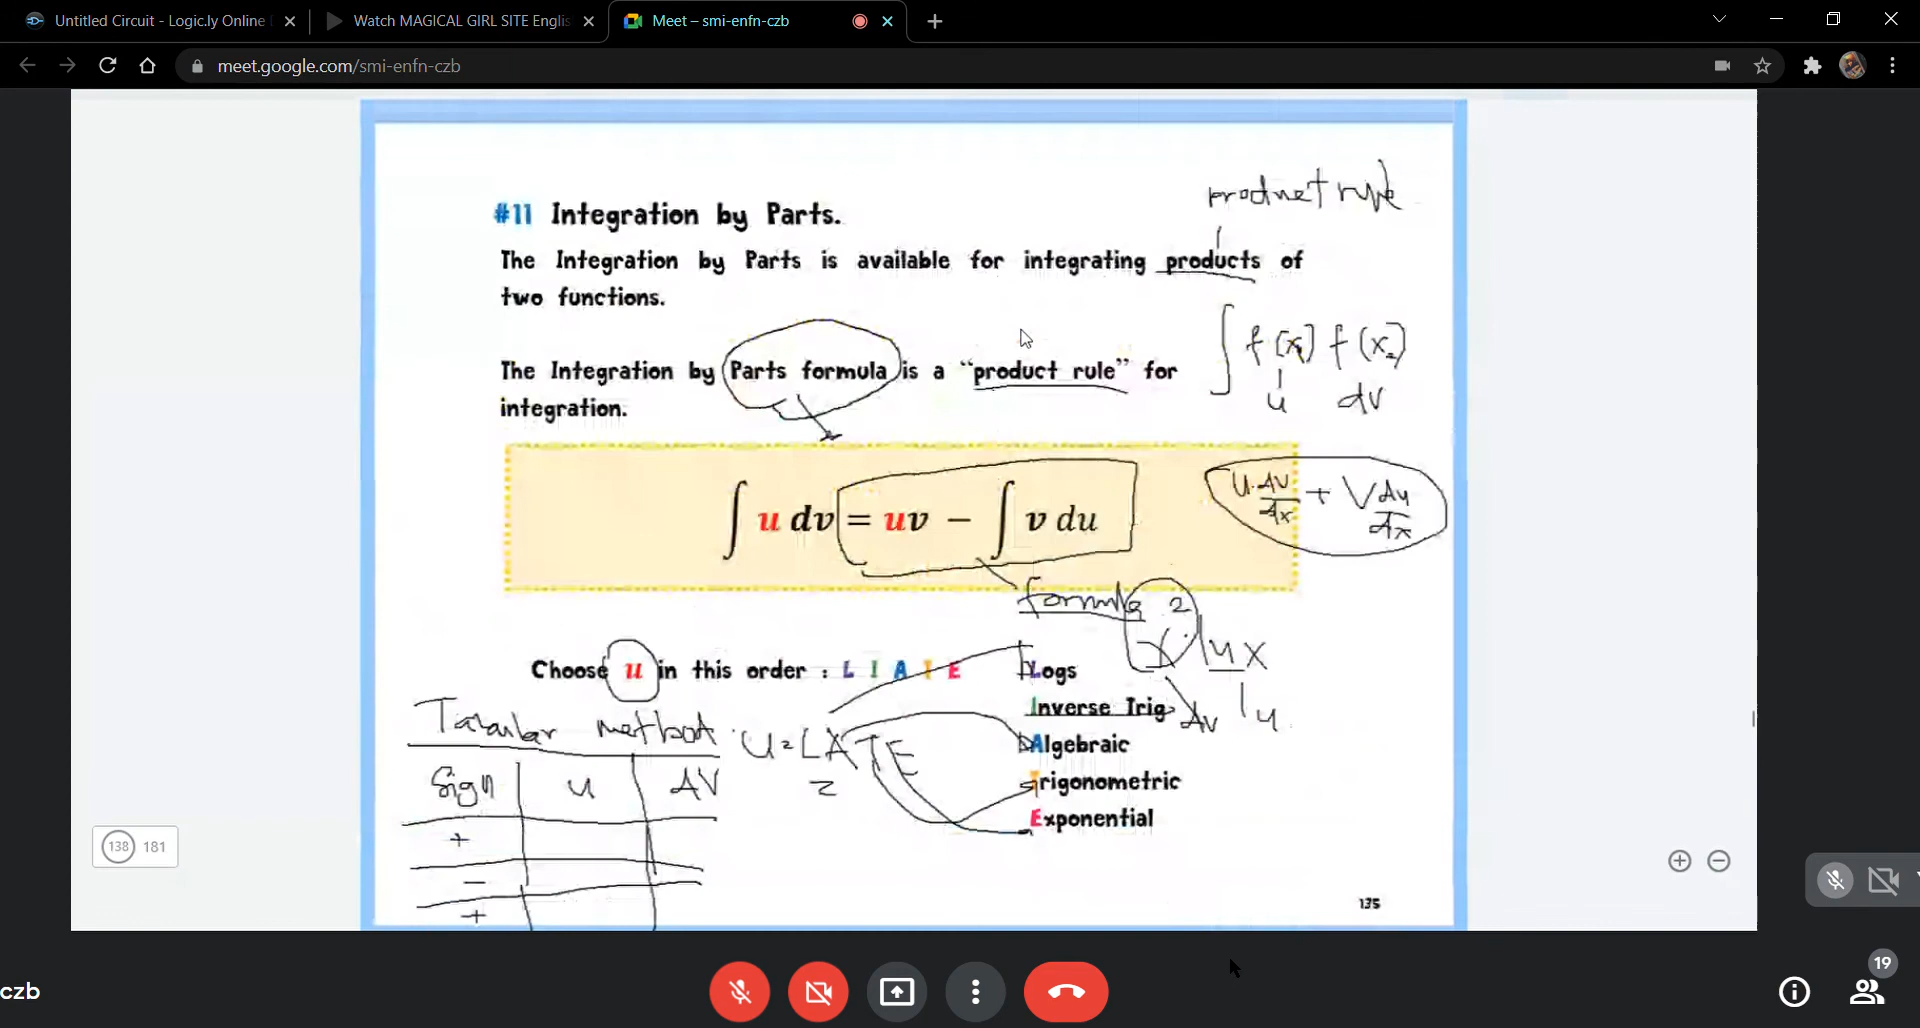 Untitled Circuit - Logic.ly Online
Watch MAGICAL GIRL SITE Englis
Meet – smi-enfn-czb
meet.google.com/smi-enfn-czb
product rule
#11 Integration by Parts.
The Integration by Parts is available for integrating products of
two functions.
∫ f(x₁) f(x₂)
u dv
The Integration by Parts formula is a “product rule” for
integration.
∫ u dv = uv − ∫ v du
u·dv/dx + v du/dx
formula 2
Choose u in this order : L I A T E
Logs
Inverse Trig
Algebraic
Trigonometric
Exponential
dv u
Tabular method
U = LATE
Sign u dv
+
−
+
138 181
135
czb
19